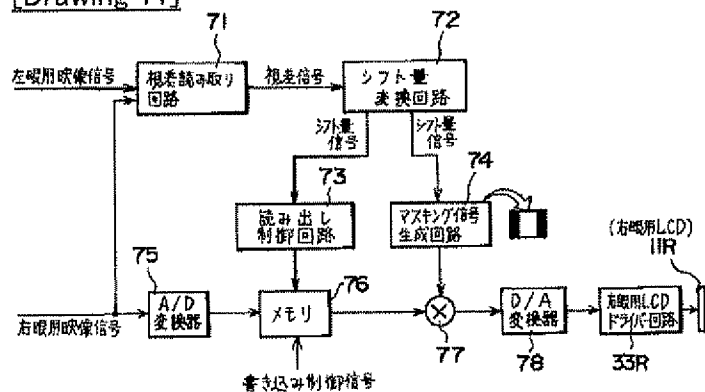 [Drawing 11]
71
72
左眼用映像信号
視差読み取り
回路
視差信号
シフト量
変換回路
シフト量
信号
シフト量
信号
73
74
読み出し
制御回路
マスキング信号
生成回路
(右眼用LCD)
11R
75
76
A/D
変換器
メモリ
D/A
変換器
右眼用LCD
ドライバー回路
右眼用映像信号
77
78
33R
書き込み制御信号